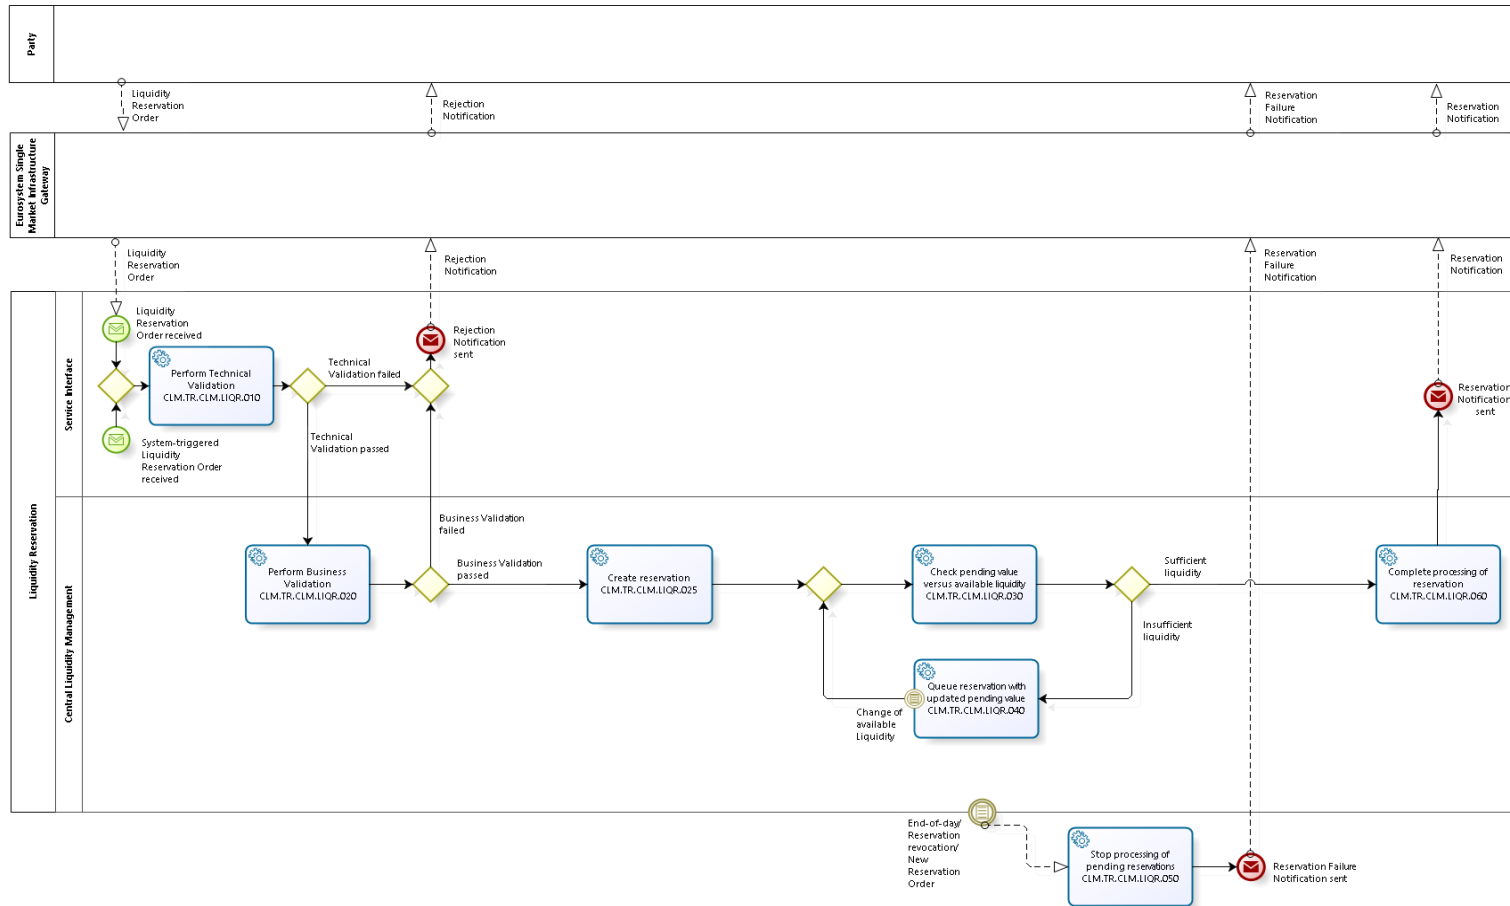 Party
Liquidity
Reservation
Order
Rejection
Notification
Reservation
Failure
Notification
Reservation
Notification
Eurosystem Single
Market Infrastructure
Gateway
Liquidity
Reservation
Order
Rejection
Notification
Reservation
Failure
Notification
Reservation
Notification
Liquidity Reservation
Service Interface
Liquidity
Reservation
Order received
Perform Technical
Validation
CLM.TR.CLM.LIQR.010
System-triggered
Liquidity
Reservation Order
received
Technical
Validation failed
Technical
Validation passed
Rejection
Notification
sent
Reservation
Notification
sent
Central Liquidity Management
Perform Business
Validation
CLM.TR.CLM.LIQR.020
Business Validation
failed
Business Validation
passed
Create reservation
CLM.TR.CLM.LIQR.025
Check pending value
versus available liquidity
CLM.TR.CLM.LIQR.030
Sufficient
liquidity
Insufficient
liquidity
Complete processing of
reservation
CLM.TR.CLM.LIQR.060
Queue reservation with
updated pending value
CLM.TR.CLM.LIQR.040
Change of
available
Liquidity
End-of-day/
Reservation
revocation/
New
Reservation
Order
Stop processing of
pending reservations
CLM.TR.CLM.LIQR.050
Reservation Failure
Notification sent